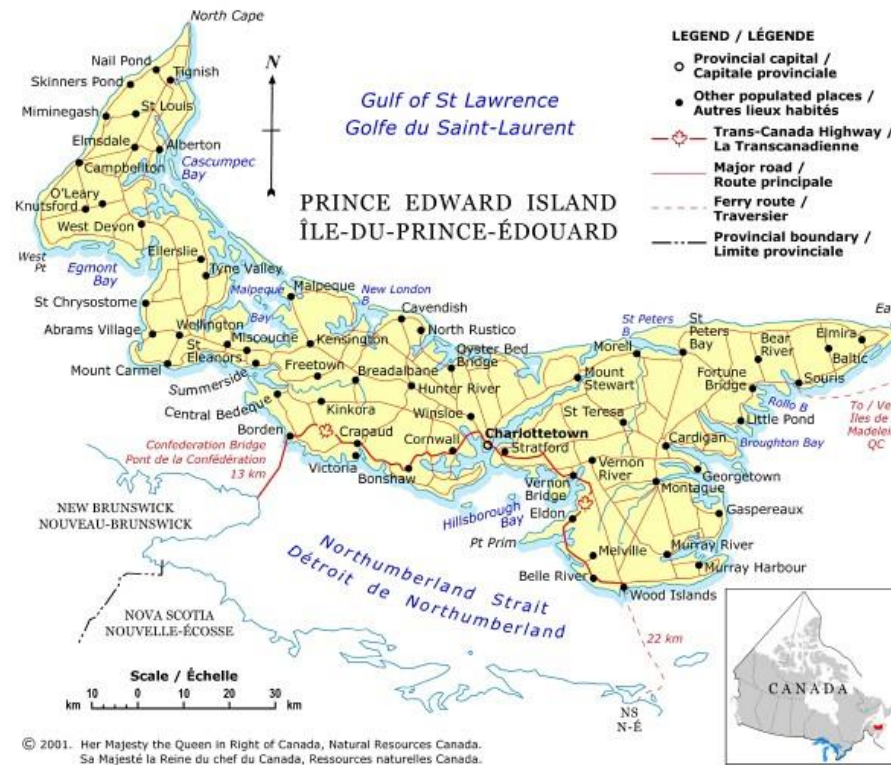 North Cape
Nail Pond
Tignish
Skinners Pond
St Louis
Miminegash
Elmsdale
Alberton
Cascumpec
Bay
Campbellton
O'Leary
Knutsford
West Devon
West Pt
Egmont
Bay
Ellerslie
Tyne Valley
Malpeque
Bay
Malpeque
New London
B
Cavendish
North Rustico
St Chrysostome
Abrams Village
Wellington
Miscouche
St
Eleanors
Mount Carmel
Summerside
Kensington
Freetown
Breadalbane
Oyster Bed
Bridge
Hunter River
Central Bedeque
Kinkora
Winsloe
Borden
Crapaud
Cornwall
Charlottetown
Stratford
Victoria
Bonshaw
Confederation Bridge
Pont de la Confédération
13 km
N
Gulf of St Lawrence
Golfe du Saint-Laurent
PRINCE EDWARD ISLAND
ÎLE-DU-PRINCE-ÉDOUARD
LEGEND / LÉGENDE
Provincial capital /
Capitale provinciale
Other populated places /
Autres lieux habités
Trans-Canada Highway /
La Transcanadienne
Major road /
Route principale
Ferry route /
Traversier
Provincial boundary /
Limite provinciale
St Peters
B
Morell
St
Peters
Bay
Bear
River
Elmira
Baltic
Ea
Mount
Stewart
Fortune
Bridge
Souris
Rollo B
To / Ve
Îles de
Madelei
QC
St Teresa
Little Pond
Broughton Bay
Cardigan
Vernon
River
Georgetown
Vernon
Bridge
Montague
Hillsborough
Bay
Eldon
Gaspereaux
Pt Prim
Melville
Murray River
Belle River
Murray Harbour
Wood Islands
22 km
NS
N-É
NEW BRUNSWICK
NOUVEAU-BRUNSWICK
NOVA SCOTIA
NOUVELLE-ÉCOSSE
Northumberland Strait
Détroit de Northumberland
Scale / Échelle
10 0 10 20 30
km km
CANADA
© 2001. Her Majesty the Queen in Right of Canada, Natural Resources Canada.
Sa Majesté la Reine du chef du Canada, Ressources naturelles Canada.